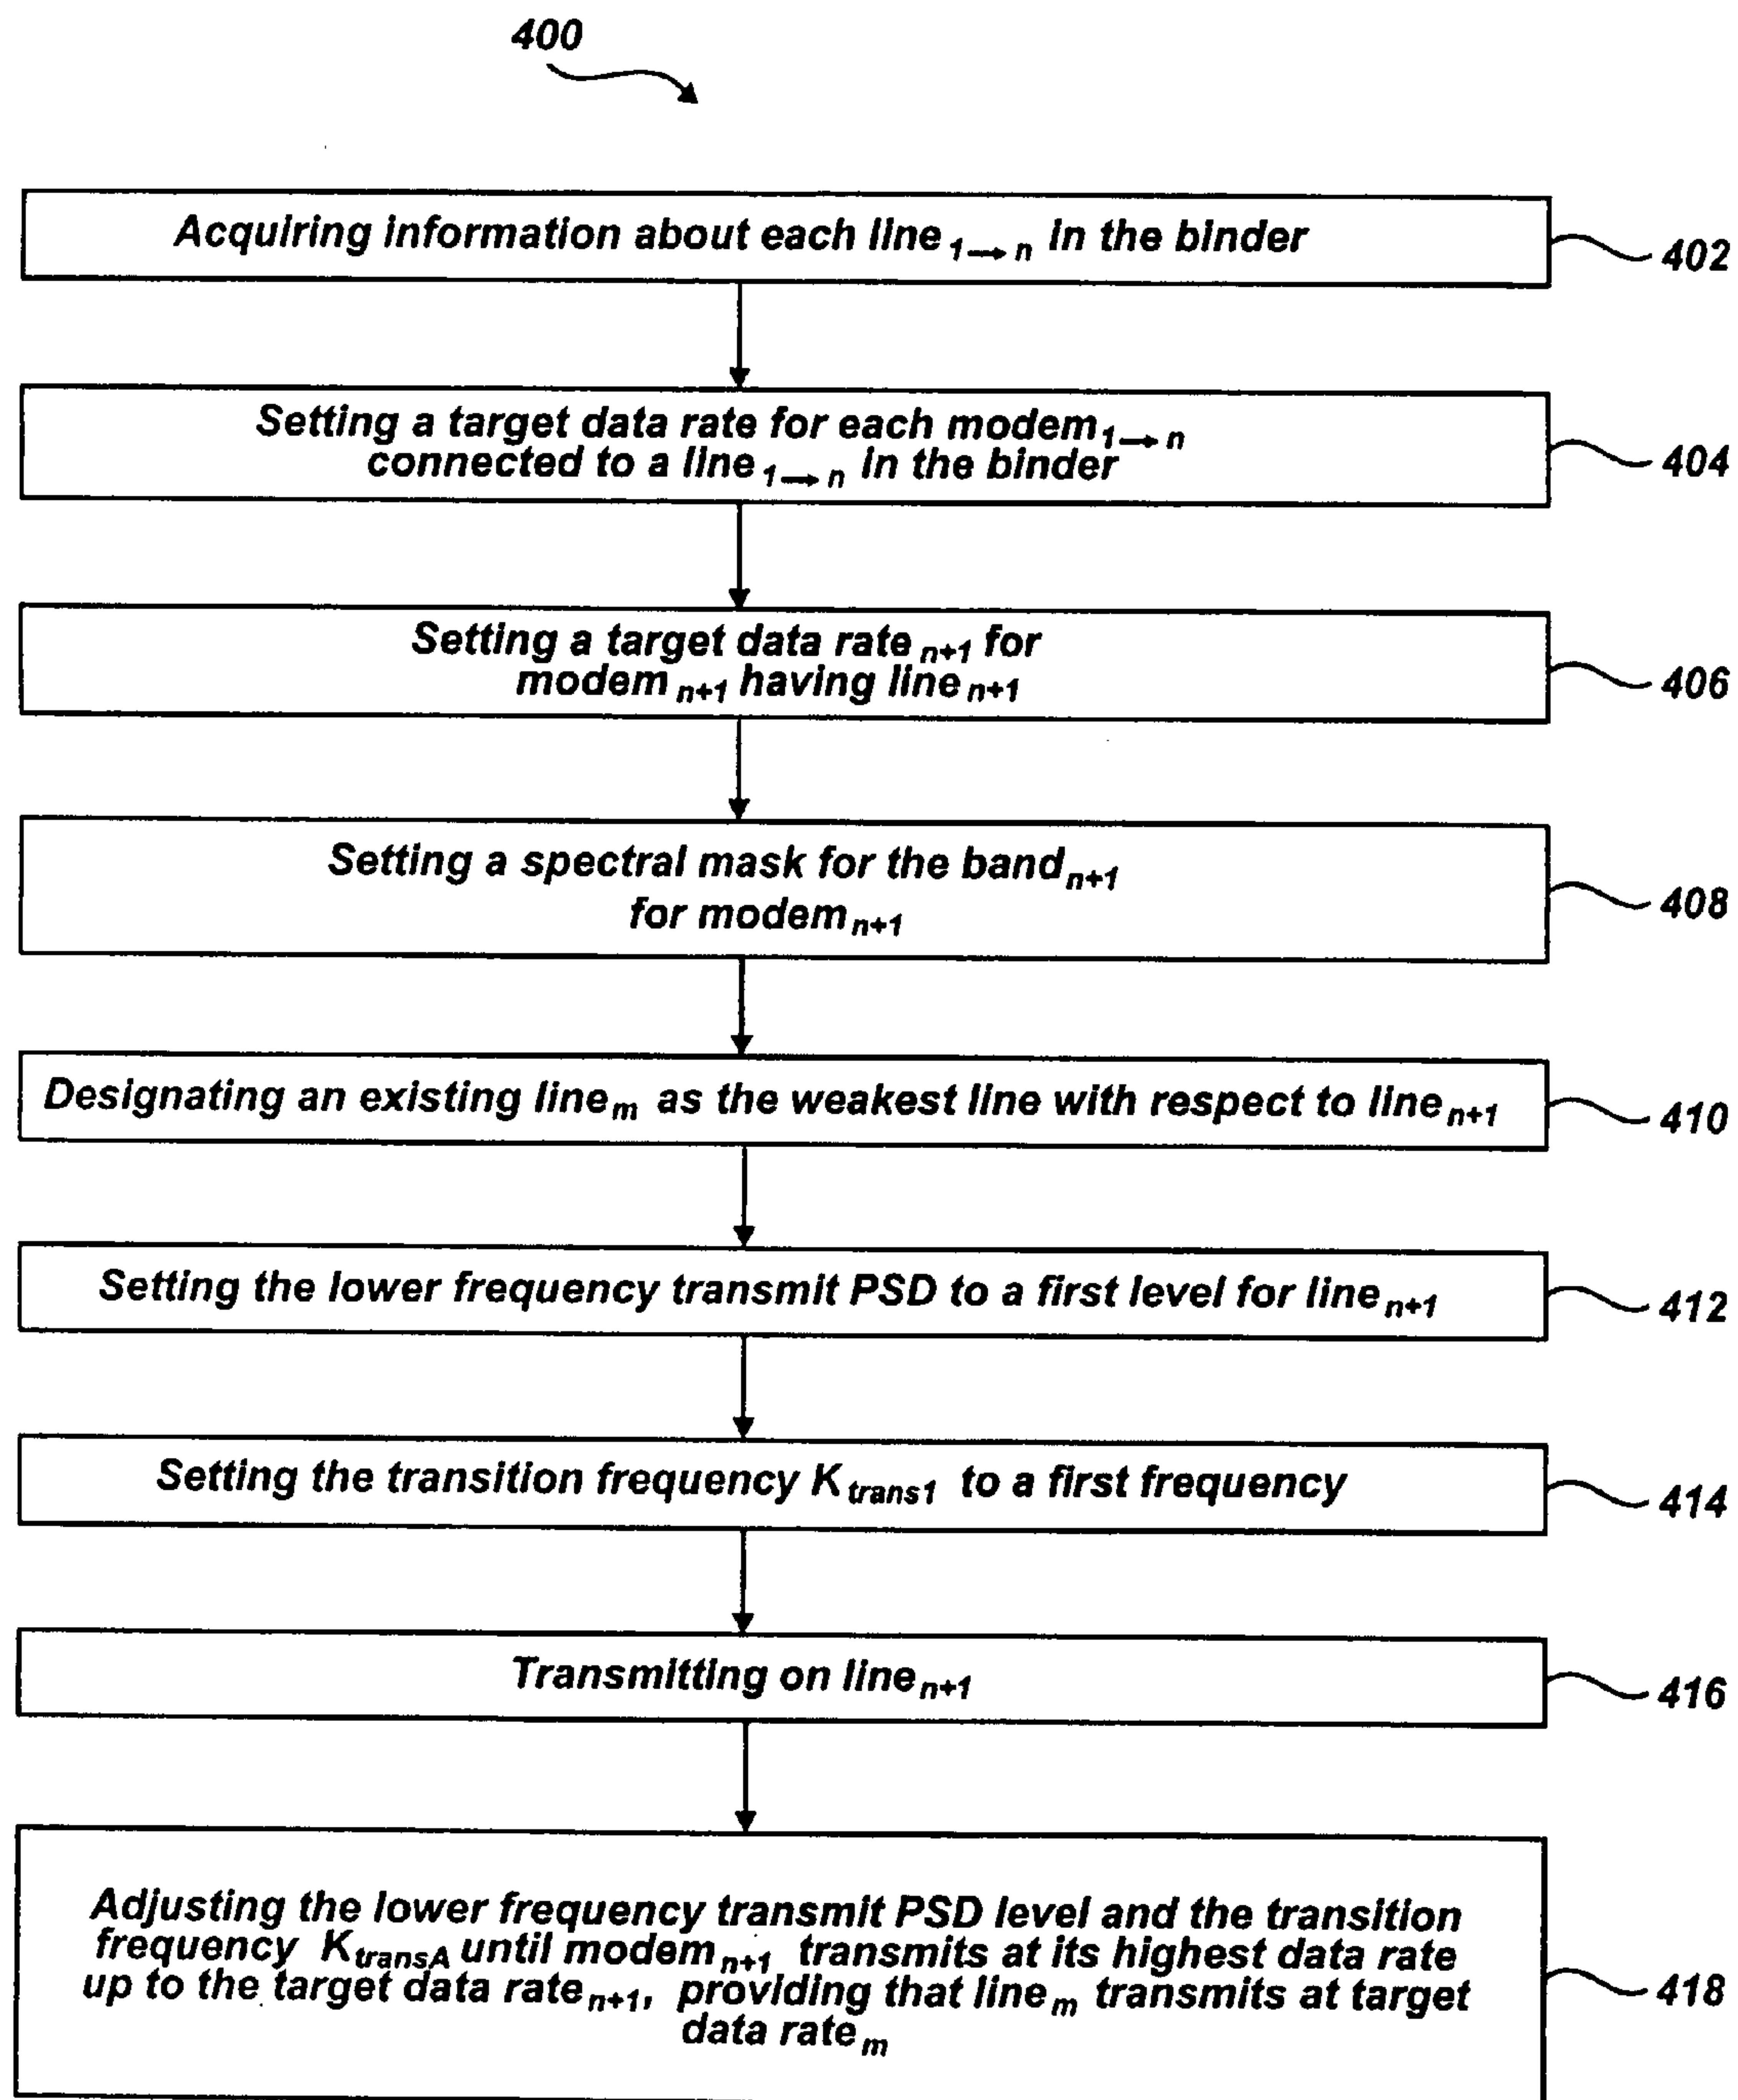 400
Acquiring information about each line 1→n in the binder
402
Setting a target data rate for each modem 1→n
connected to a line 1→n in the binder
404
Setting a target data rate n+1 for
modem n+1 having line n+1
406
Setting a spectral mask for the band n+1
for modem n+1
408
Designating an existing line m as the weakest line with respect to line n+1
410
Setting the lower frequency transmit PSD to a first level for line n+1
412
Setting the transition frequency K trans1 to a first frequency
414
Transmitting on line n+1
416
Adjusting the lower frequency transmit PSD level and the transition
frequency K transA until modem n+1 transmits at its highest data rate
up to the target data rate n+1, providing that line m transmits at target
data rate m
418